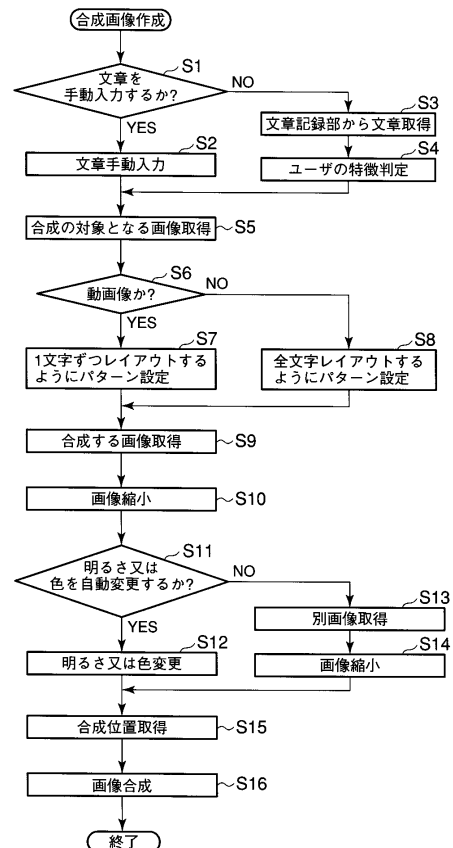 合成画像作成
S1
文章を
手動入力するか?
NO
YES
S3
文章記録部から文章取得
S2
文章手動入力
S4
ユーザの特徴判定
合成の対象となる画像取得
S5
S6
動画像か?
NO
YES
S7
1文字ずつレイアウトする
ようにパターン設定
S8
全文字レイアウトする
ようにパターン設定
合成する画像取得
S9
画像縮小
S10
S11
明るさ又は
色を自動変更するか?
NO
YES
S13
別画像取得
S12
明るさ又は色変更
S14
画像縮小
合成位置取得
S15
画像合成
S16
終了